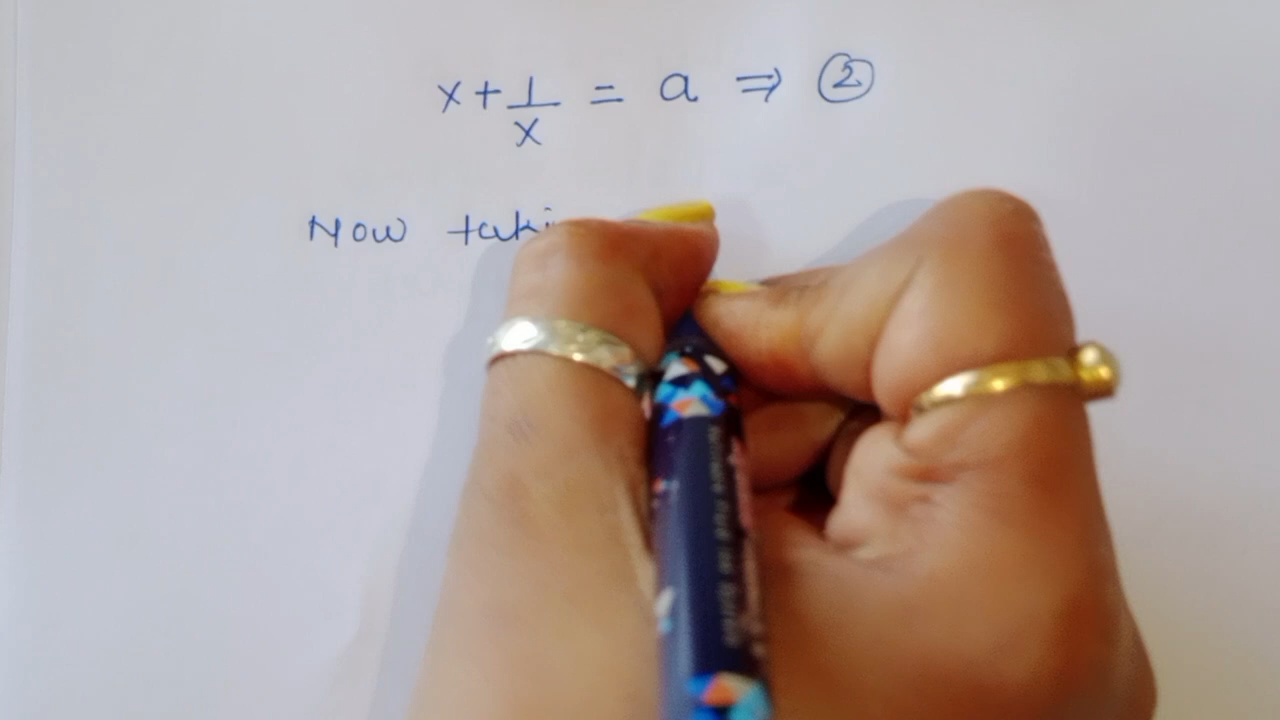 x + 1/x = a ⇒ ②
Now taki